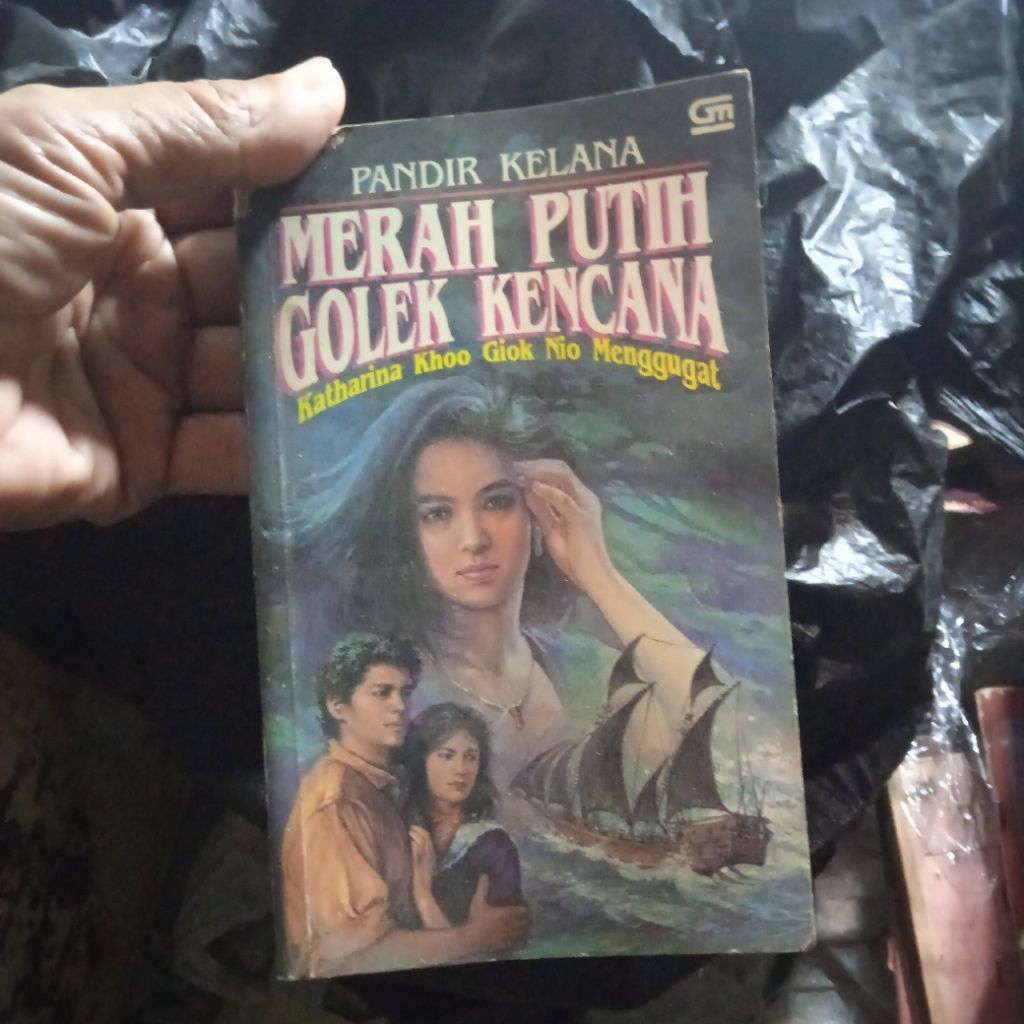 GM
PANDIR KELANA
MERAH PUTIH
GOLEK KENCANA
Katharina Khoo Giok Nio Menggugat